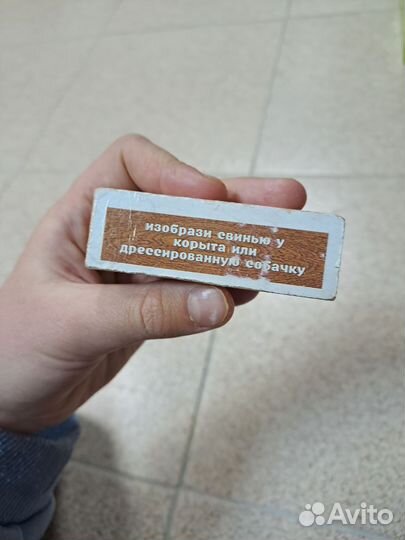 изобрази свинью у
корыта или
дрессированную собачку
Avito